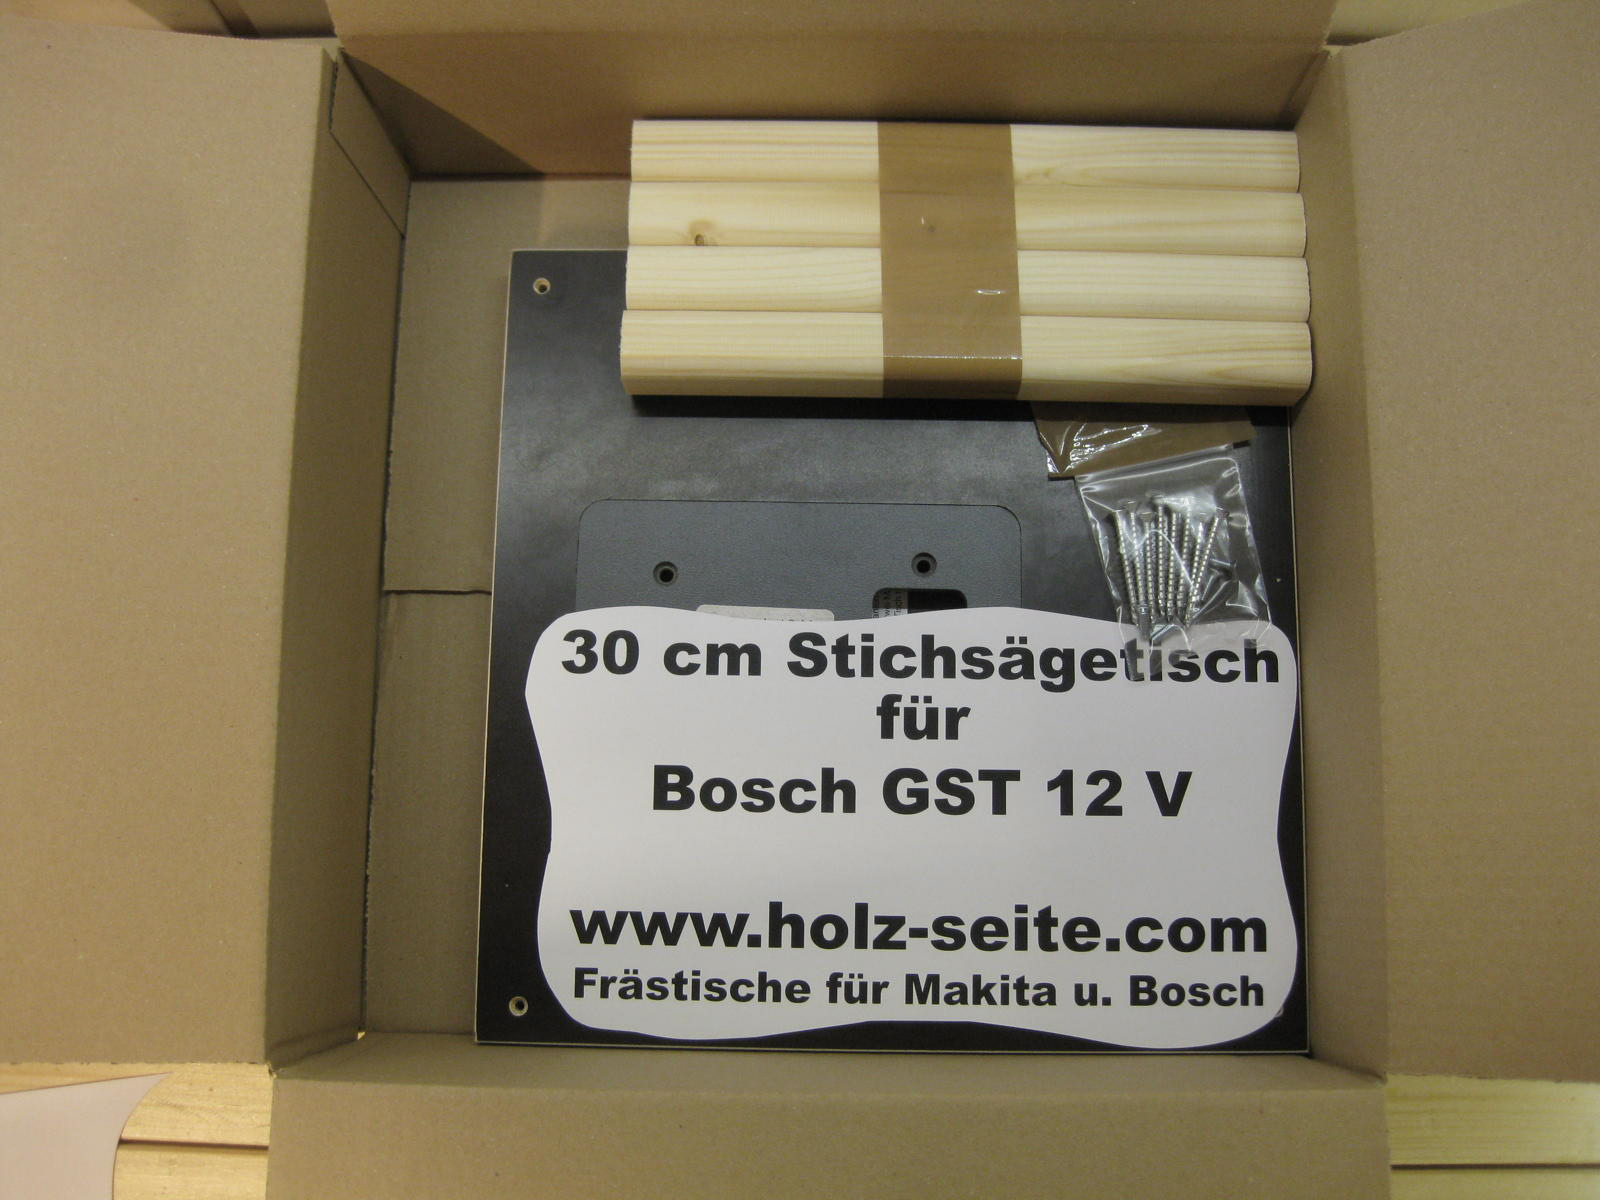 30 cm Stichsägetisch
für
Bosch GST 12 V
www.holz-seite.com
Frästische für Makita u. Bosch